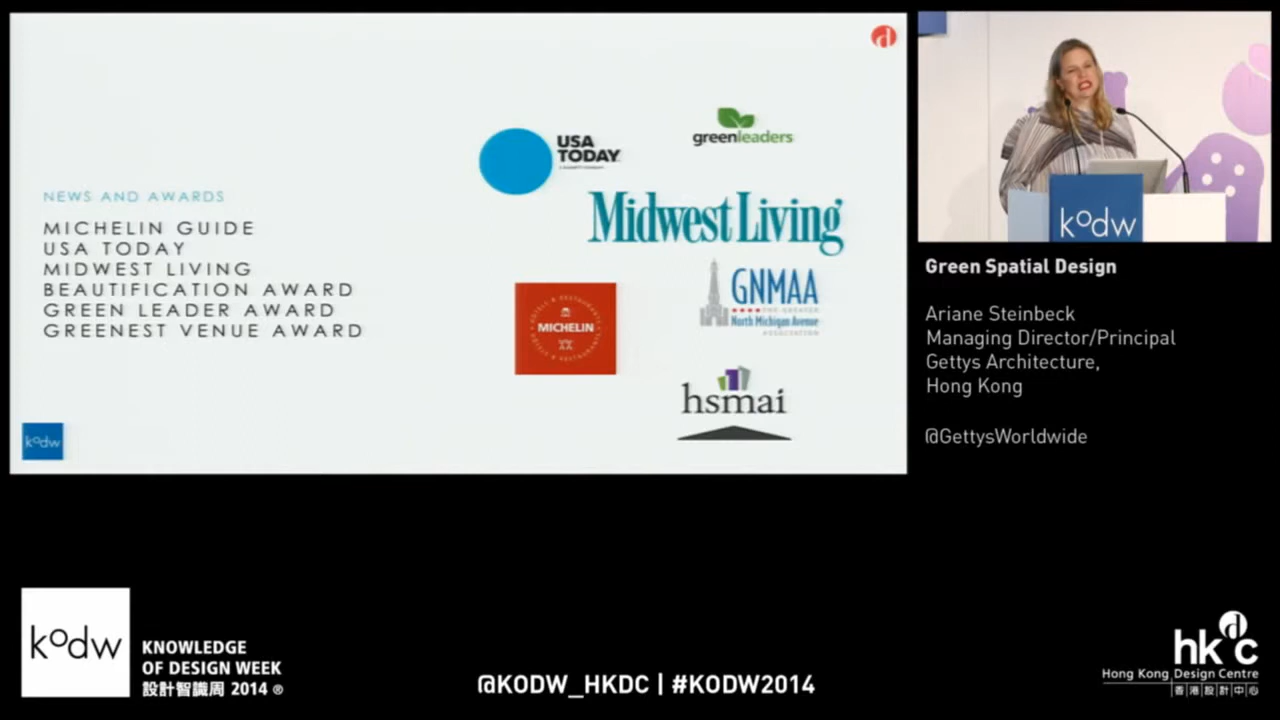 NEWS AND AWARDS
MICHELIN GUIDE
USA TODAY
MIDWEST LIVING
BEAUTIFICATION AWARD
GREEN LEADER AWARD
GREENEST VENUE AWARD
USA
TODAY
greenleaders
Midwest Living
GNMAA
THE GREATER
North Michigan Avenue
ASSOCIATION
MICHELIN
hsmai
kodw
kodw
Green Spatial Design
Ariane Steinbeck
Managing Director/Principal
Gettys Architecture,
Hong Kong
@GettysWorldwide
kodw
KNOWLEDGE
OF DESIGN WEEK
設計智識周 2014 ®
@KODW_HKDC | #KODW2014
hkdc
Hong Kong Design Centre
香港設計中心